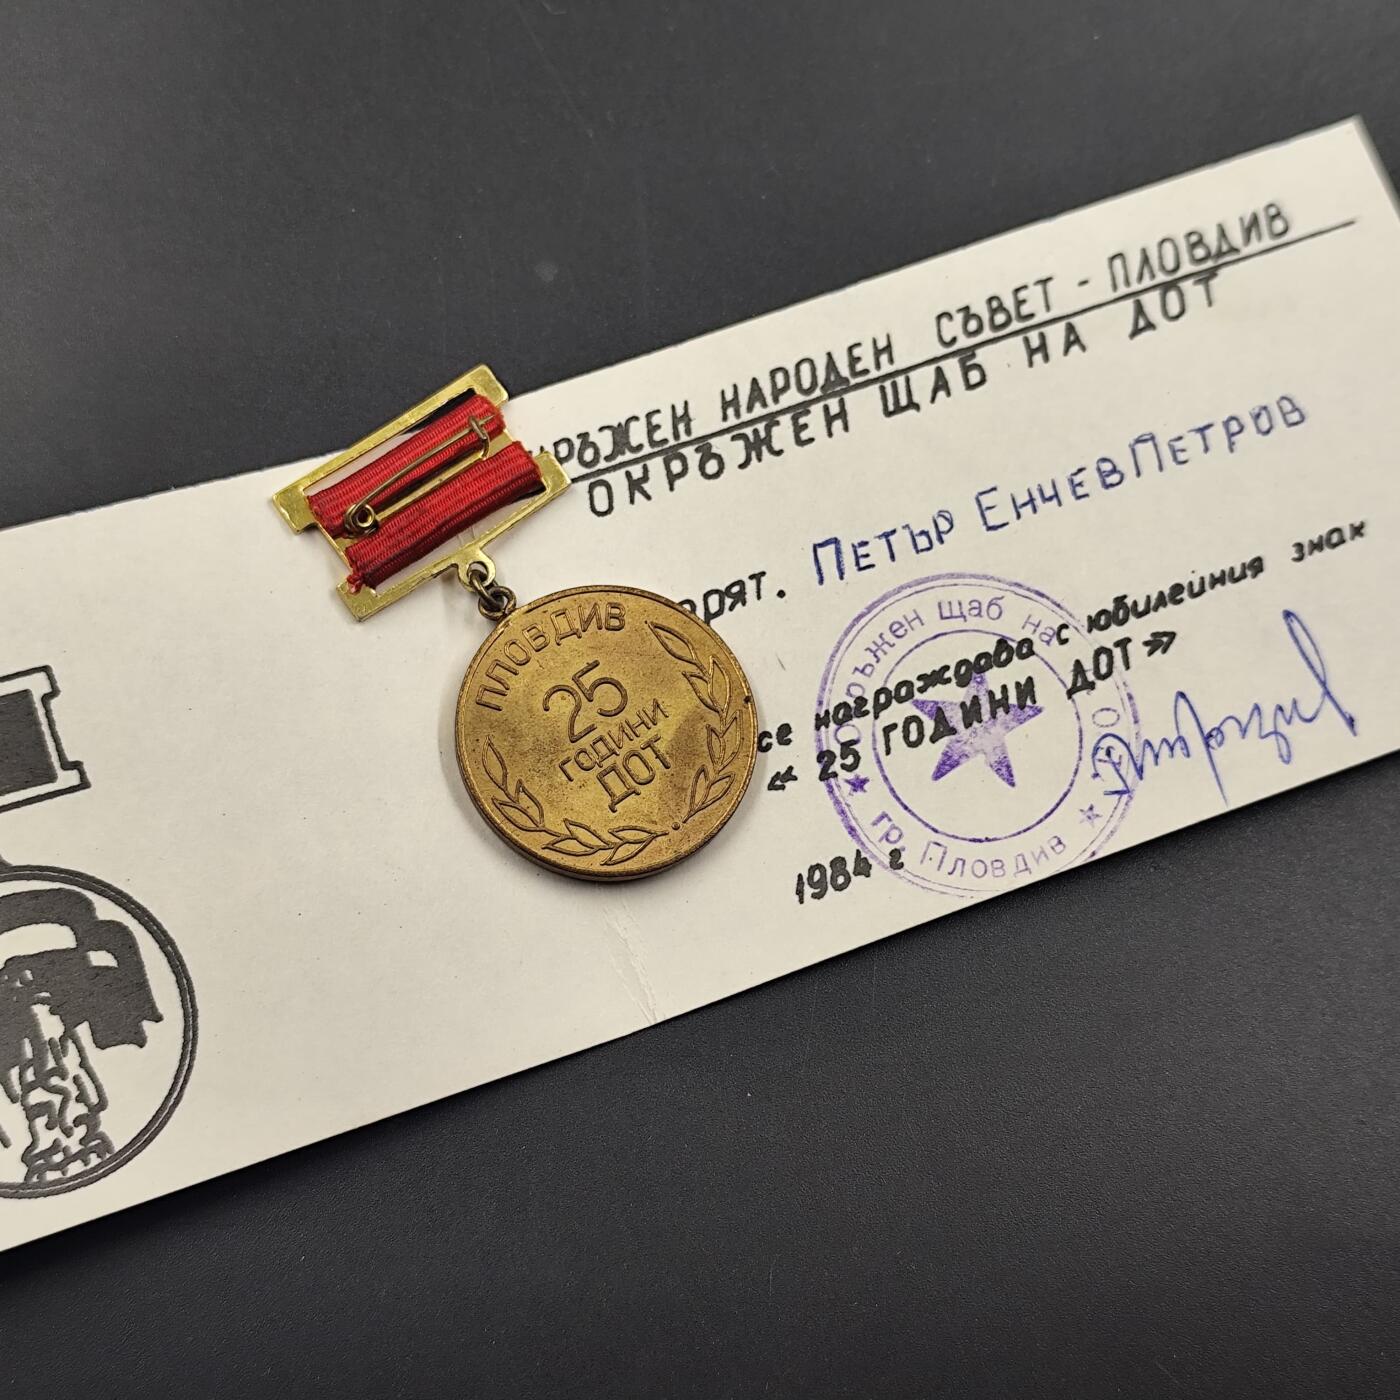 РЪЖЕН НАРОДЕН СЪВЕТ - ПЛОВДИВ
ОКРЪЖЕН ЩАБ НА ДОТ
ПЕТЪР ЕНЧЕВ ПЕТРОВ
се награждава с юбилейния знак
« 25 ГОДИНИ ДОТ »
1984 г
ПЛОВДИВ
25
ГОДИНИ
ДОТ
Окръжен щаб на ДОТ
гр. Пловдив